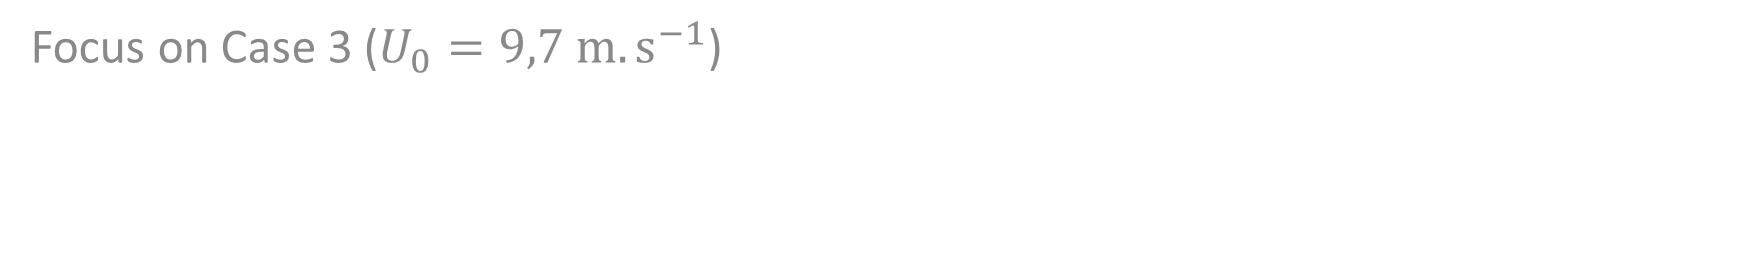 Focus on Case 3 (U₀ = 9,7 m. s⁻¹)